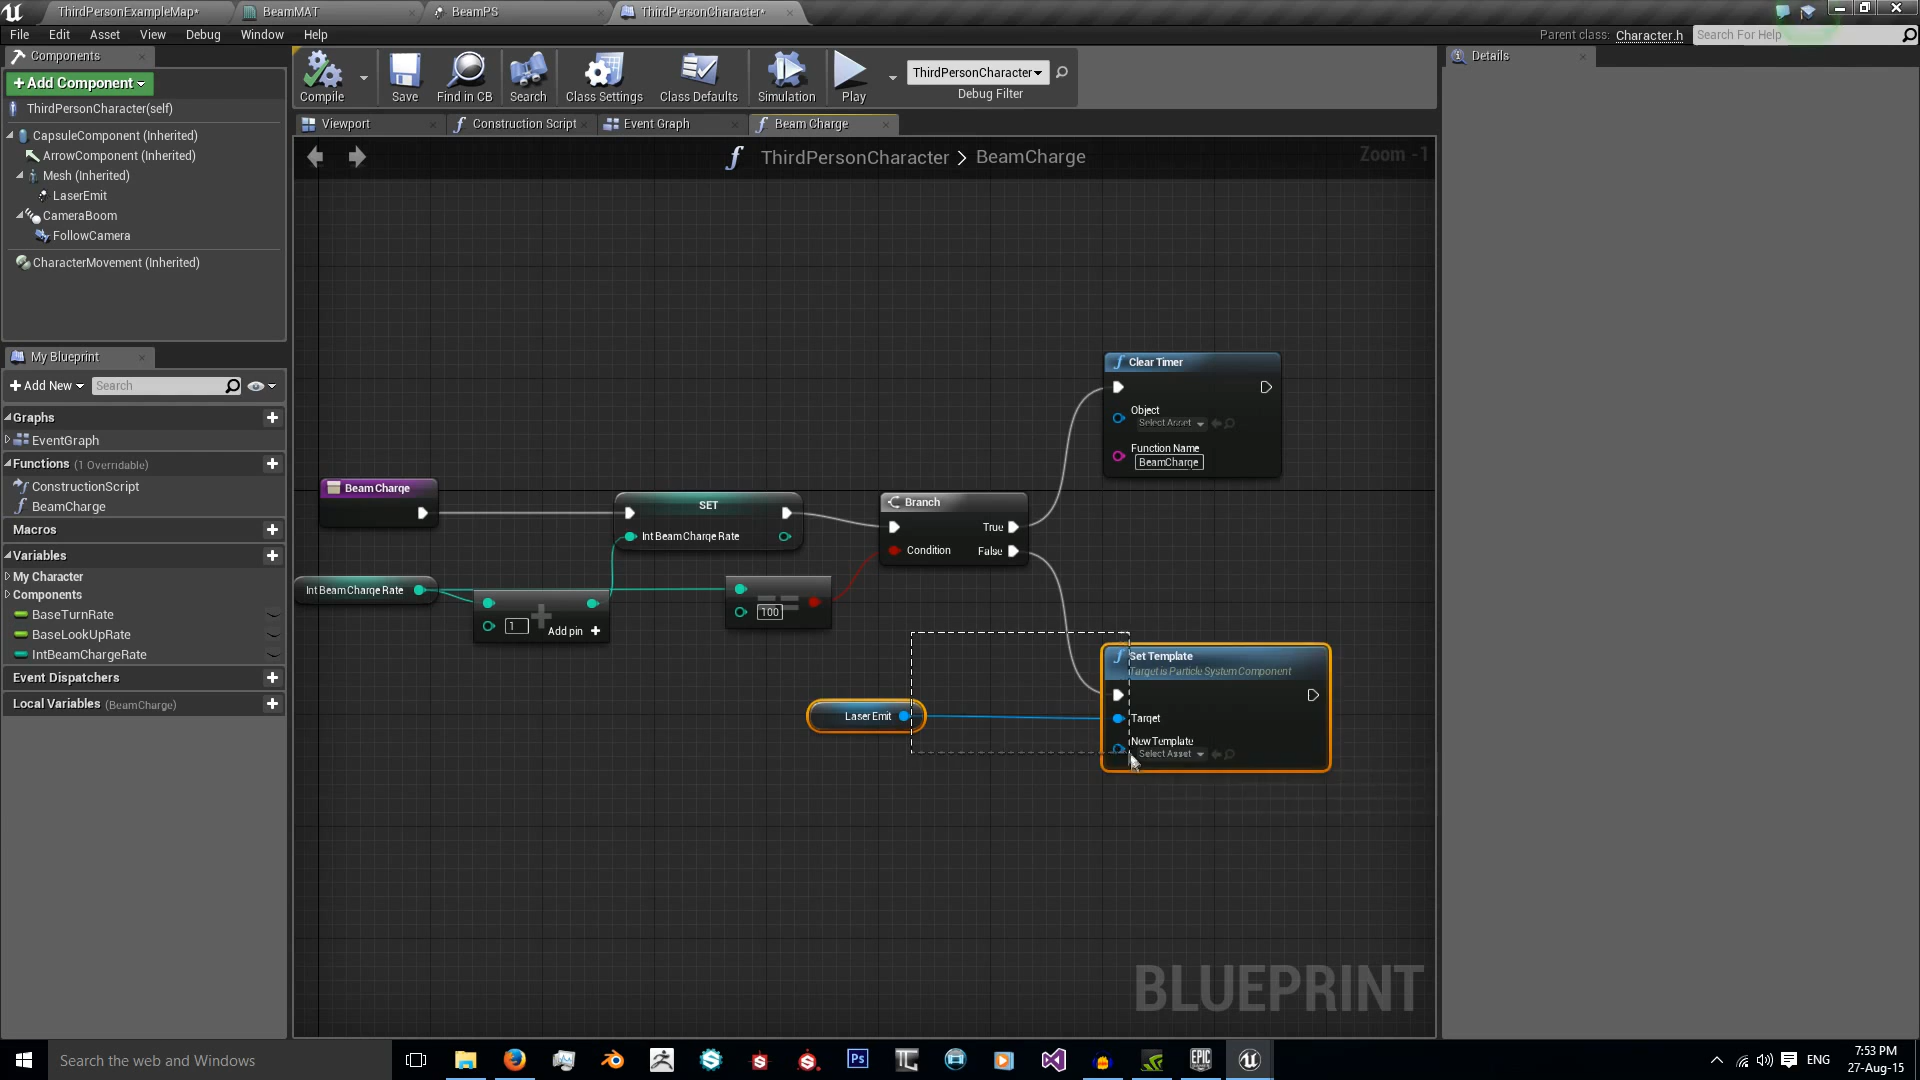 ThirdPersonExampleMap*
BeamMAT
BeamPS
ThirdPersonCharacter*
File Edit Asset View Debug Window Help
Parent class: Character.h
Search For Help
Components
+Add Component
ThirdPersonCharacter(self)
CapsuleComponent (Inherited)
ArrowComponent (Inherited)
Mesh (Inherited)
LaserEmit
CameraBoom
FollowCamera
CharacterMovement (Inherited)
Compile
Save
Find in CB
Search
Class Settings
Class Defaults
Simulation
Play
ThirdPersonCharacter
Debug Filter
Details
Viewport
Construction Script
Event Graph
Beam Charge
ThirdPersonCharacter > BeamCharge
Zoom -1
My Blueprint
+Add New
Search
Graphs
EventGraph
Functions (1 Overridable)
ConstructionScript
BeamCharge
Macros
Variables
My Character
Components
BaseTurnRate
BaseLookUpRate
IntBeamChargeRate
Event Dispatchers
Local Variables (BeamCharge)
Beam Charge
SET
Int Beam Charge Rate
Int Beam Charge Rate
1
Add pin +
==
100
Branch
True
Condition
False
Clear Timer
Object
Select Asset
Function Name
BeamCharge
Laser Emit
Set Template
Target is Particle System Component
Target
New Template
Select Asset
BLUEPRINT
Search the web and Windows
Ps
EPIC
ENG
7:53 PM
27-Aug-15